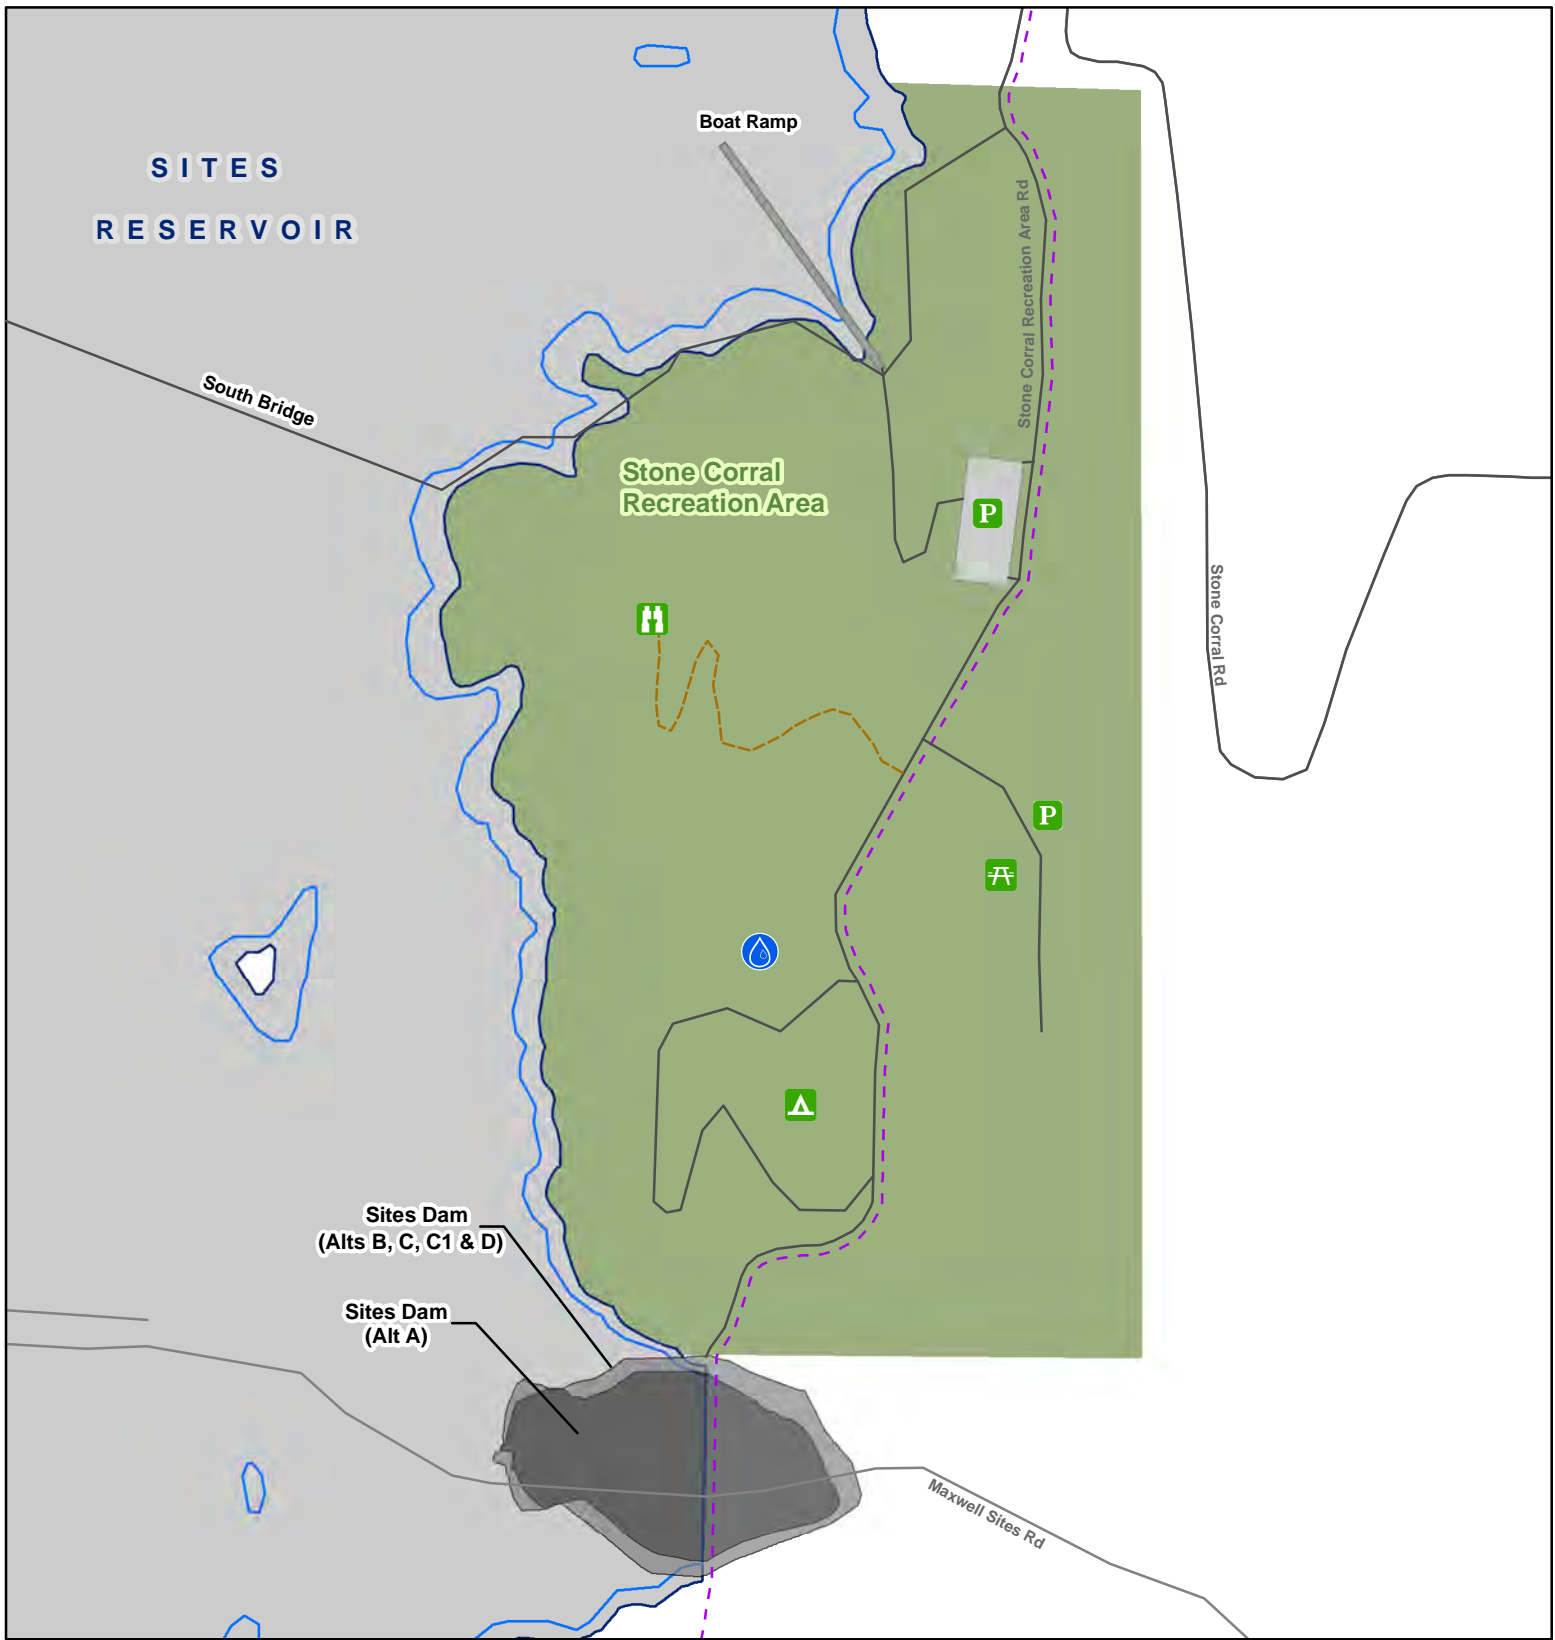 Boat Ramp
SITES
RESERVOIR
Stone Corral Recreation Area Rd
South Bridge
Stone Corral
Recreation Area
P
Stone Corral Rd
P
Sites Dam
(Alts B, C, C1 & D)
Sites Dam
(Alt A)
Maxwell Sites Rd